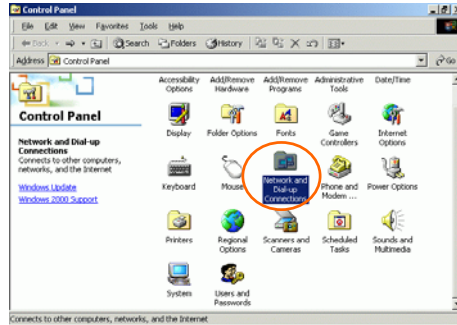 Control Panel
File Edit View Favorites Tools Help
Back Search Folders History
Address Control Panel Go
Control Panel
Network and Dial-up
Connections
Connects to other computers,
networks, and the Internet
Windows Update
Windows 2000 Support
Accessibility Options
Add/Remove Hardware
Add/Remove Programs
Administrative Tools
Date/Time
Display
Folder Options
Fonts
Game Controllers
Internet Options
Keyboard
Mouse
Network and Dial-up Connections
Phone and Modem ...
Power Options
Printers
Regional Options
Scanners and Cameras
Scheduled Tasks
Sounds and Multimedia
System
Users and Passwords
Connects to other computers, networks, and the Internet